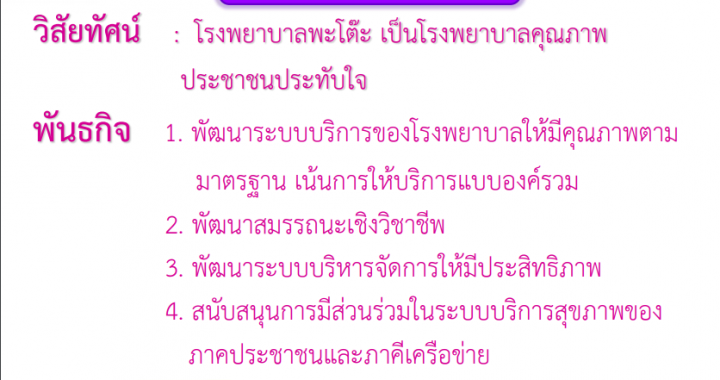 วิสัยทัศน์ : โรงพยาบาลพะโต๊ะ เป็นโรงพยาบาลคุณภาพ
ประชาชนประทับใจ
พันธกิจ 1. พัฒนาระบบบริการของโรงพยาบาลให้มีคุณภาพตาม
มาตรฐาน เน้นการให้บริการแบบองค์รวม
2. พัฒนาสมรรถนะเชิงวิชาชีพ
3. พัฒนาระบบบริหารจัดการให้มีประสิทธิภาพ
4. สนับสนุนการมีส่วนร่วมในระบบบริการสุขภาพของ
ภาคประชาชนและภาคีเครือข่าย